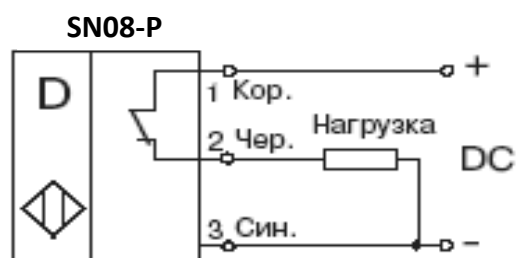 SN08-P
D
1 Кор.
+
2 Чер.
Нагрузка
DC
3 Син.
-